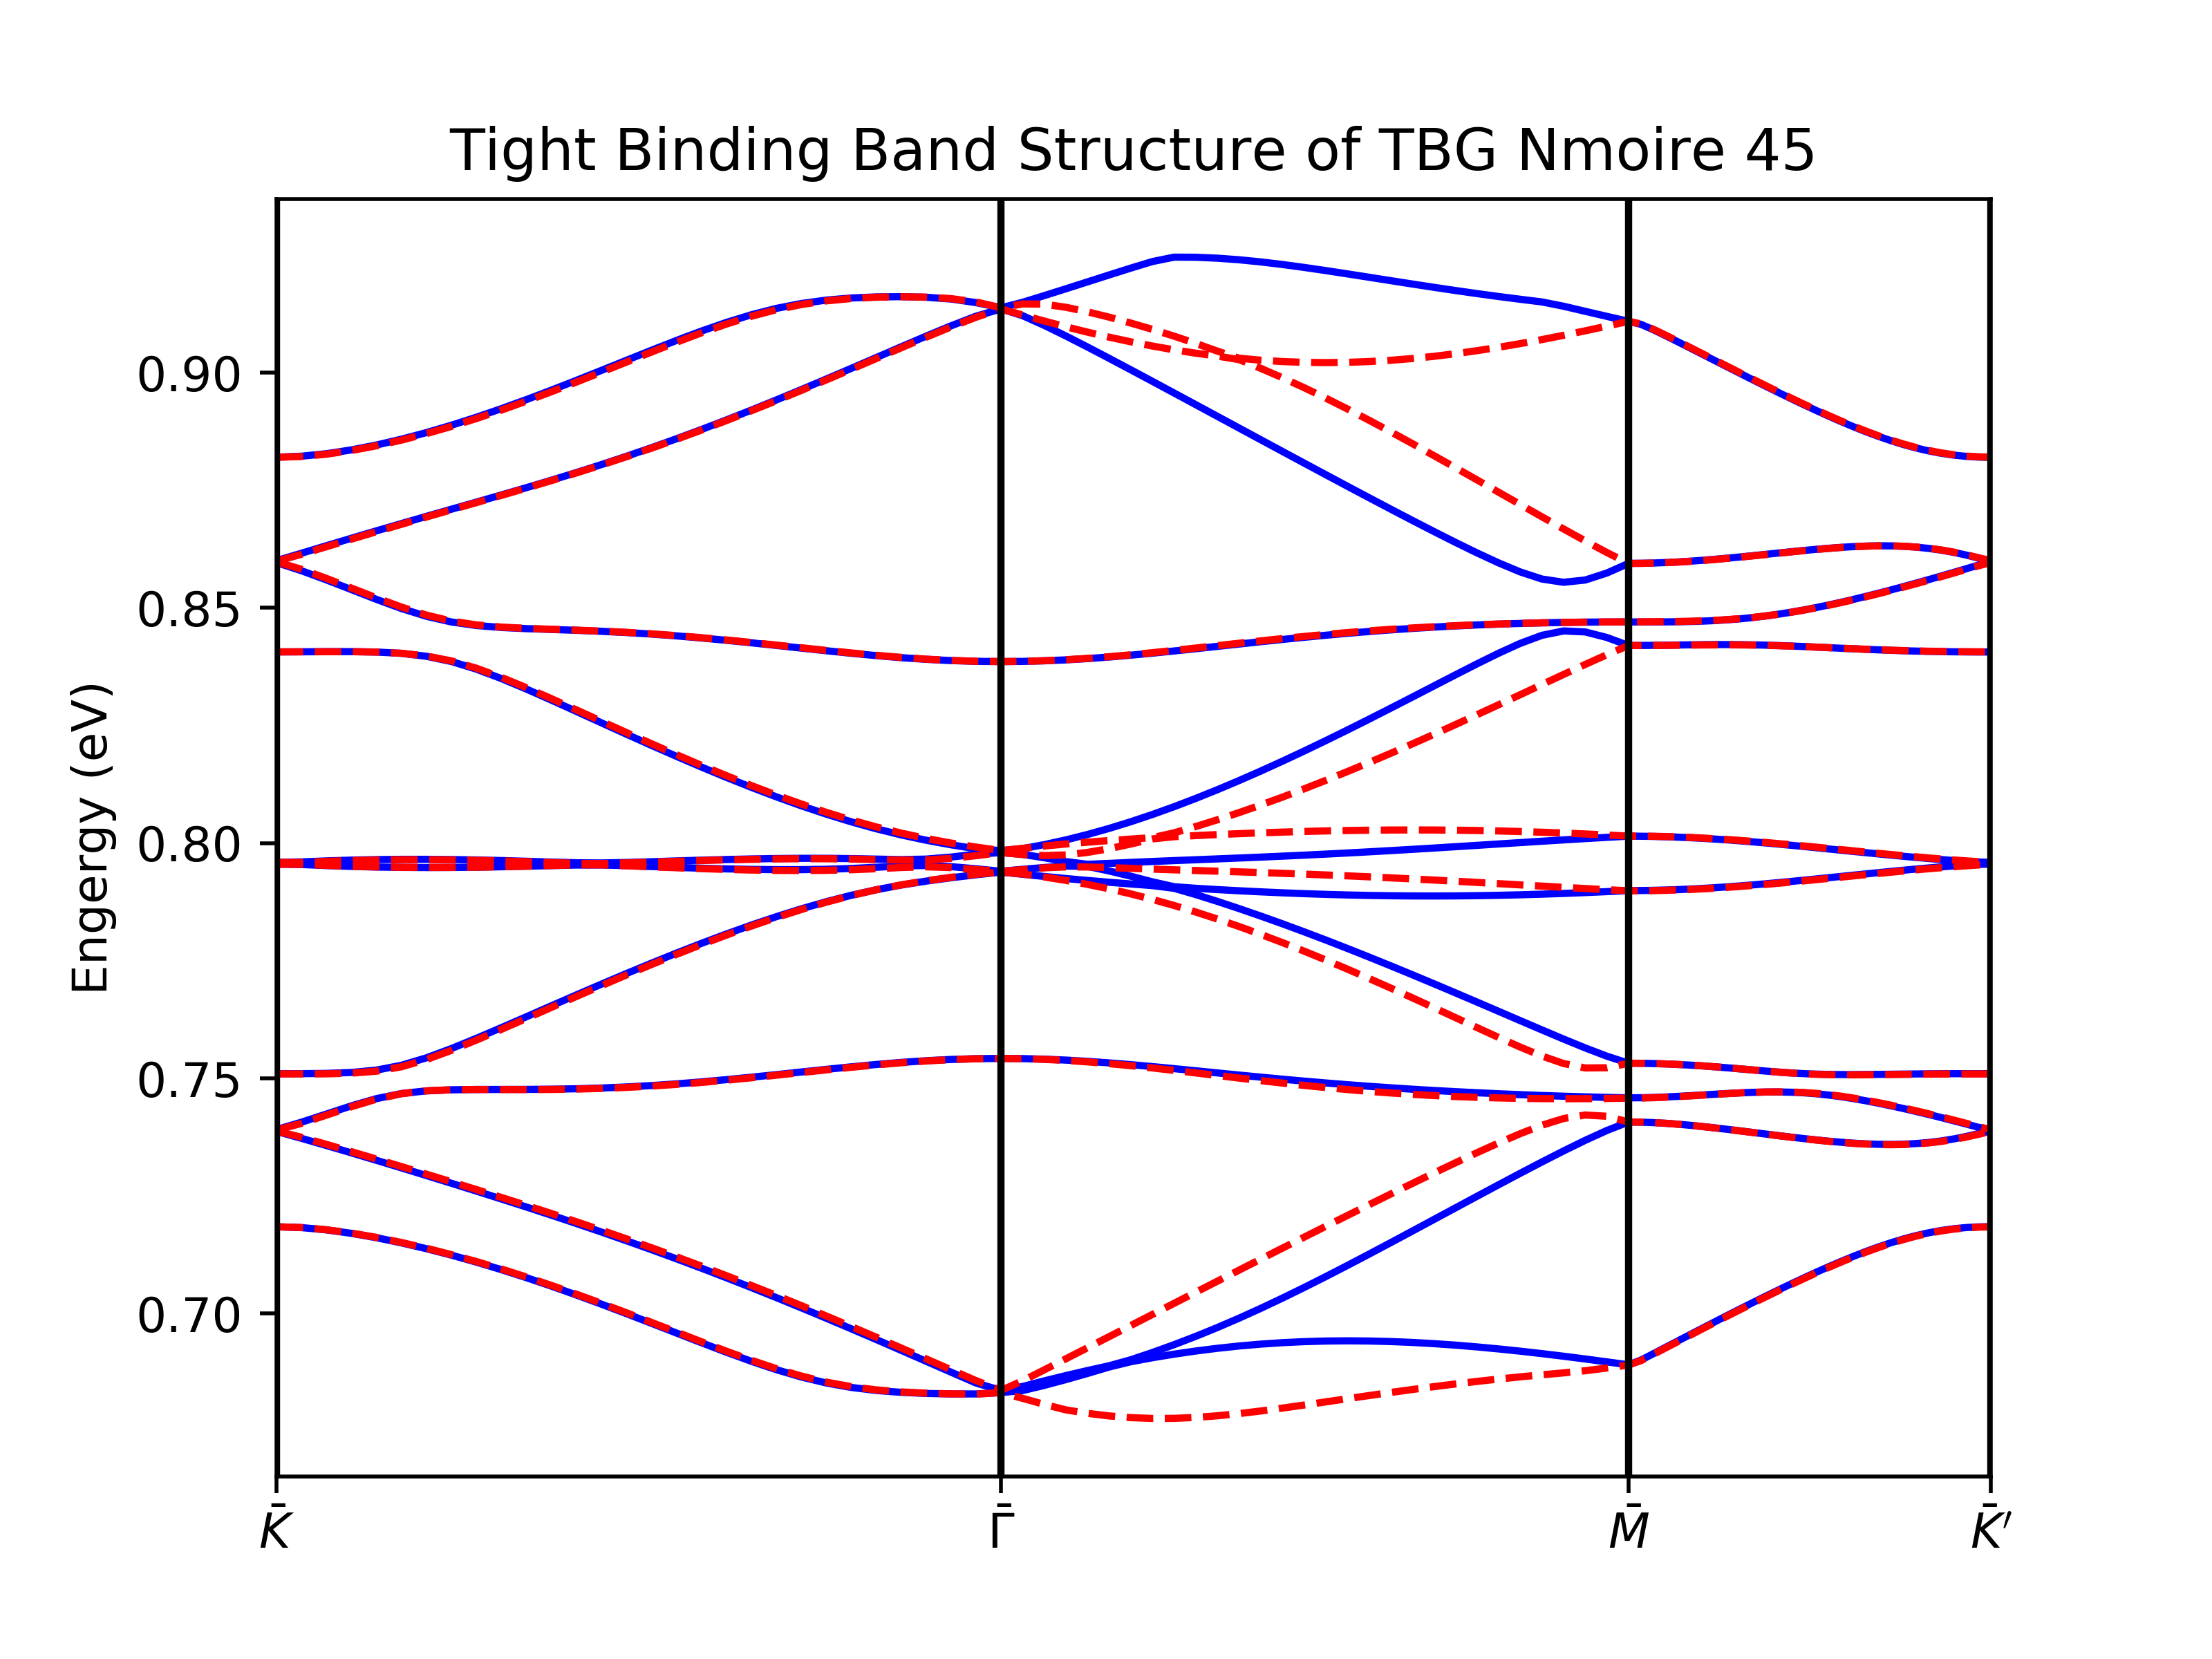 Tight Binding Band Structure of TBG Nmoire 45
Engergy (eV)
0.90
0.85
0.80
0.75
0.70
K̄ Γ̄ M̄ K̄′